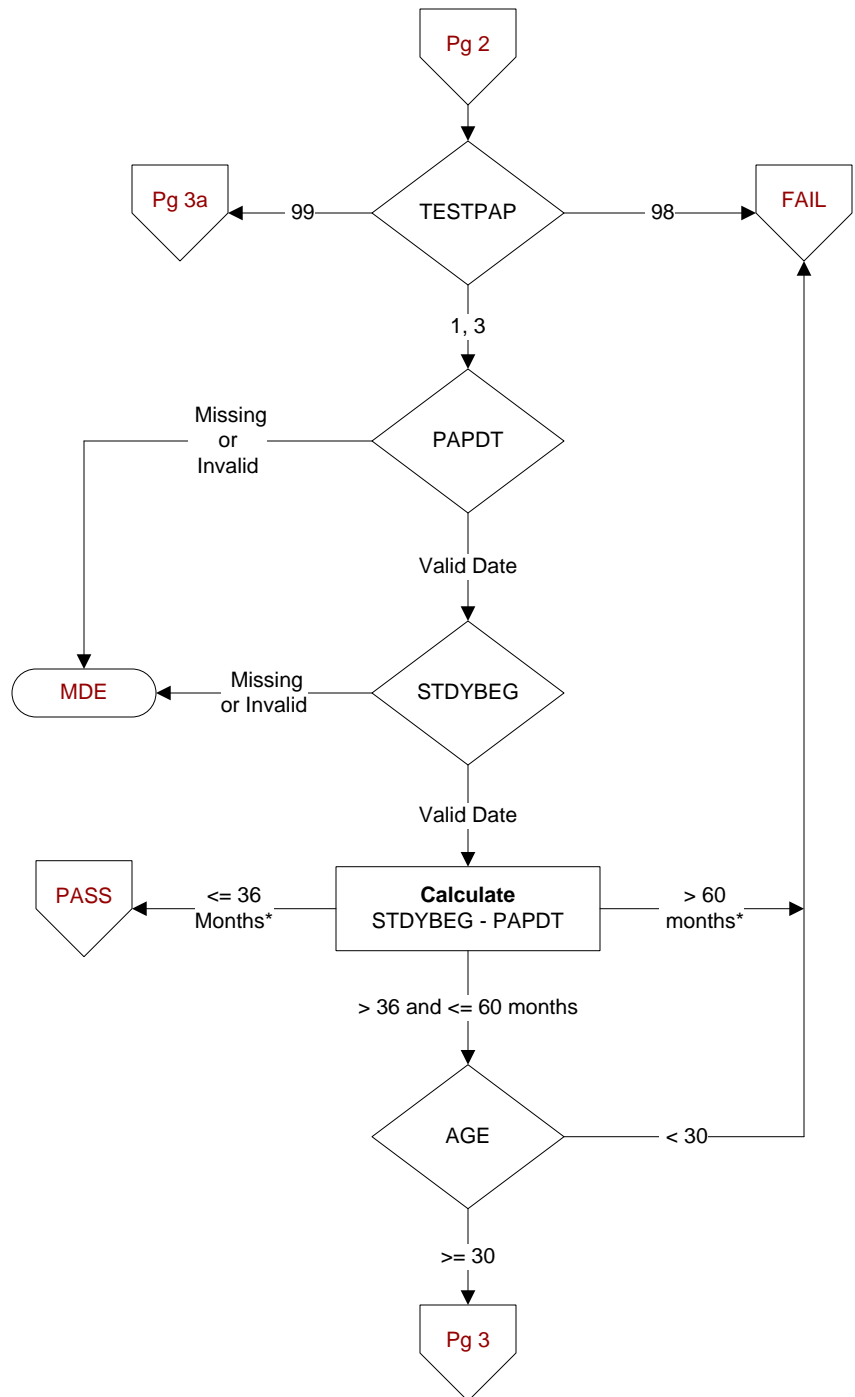 Pg 2
Pg 3a
99
TESTPAP
98
FAIL
1, 3
Missing
or
Invalid
PAPDT
Valid Date
MDE
Missing
or Invalid
STDYBEG
Valid Date
PASS
<= 36
Months*
Calculate
STDYBEG - PAPDT
> 60
months*
> 36 and <= 60 months
AGE
< 30
>= 30
Pg 3